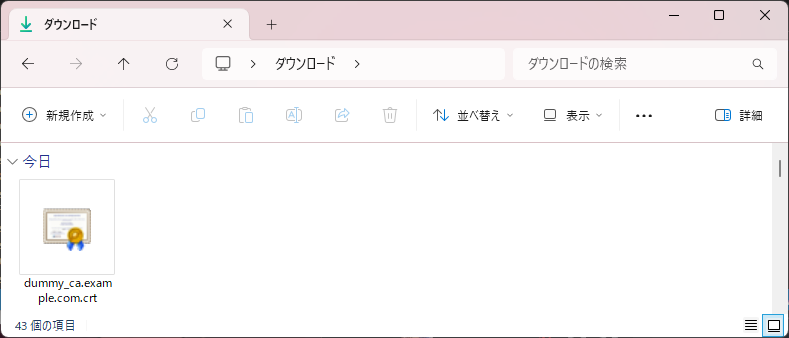 ダウンロード
ダウンロード
ダウンロードの検索
新規作成
並べ替え
表示
詳細
今日
dummy_ca.exam
ple.com.crt
43 個の項目